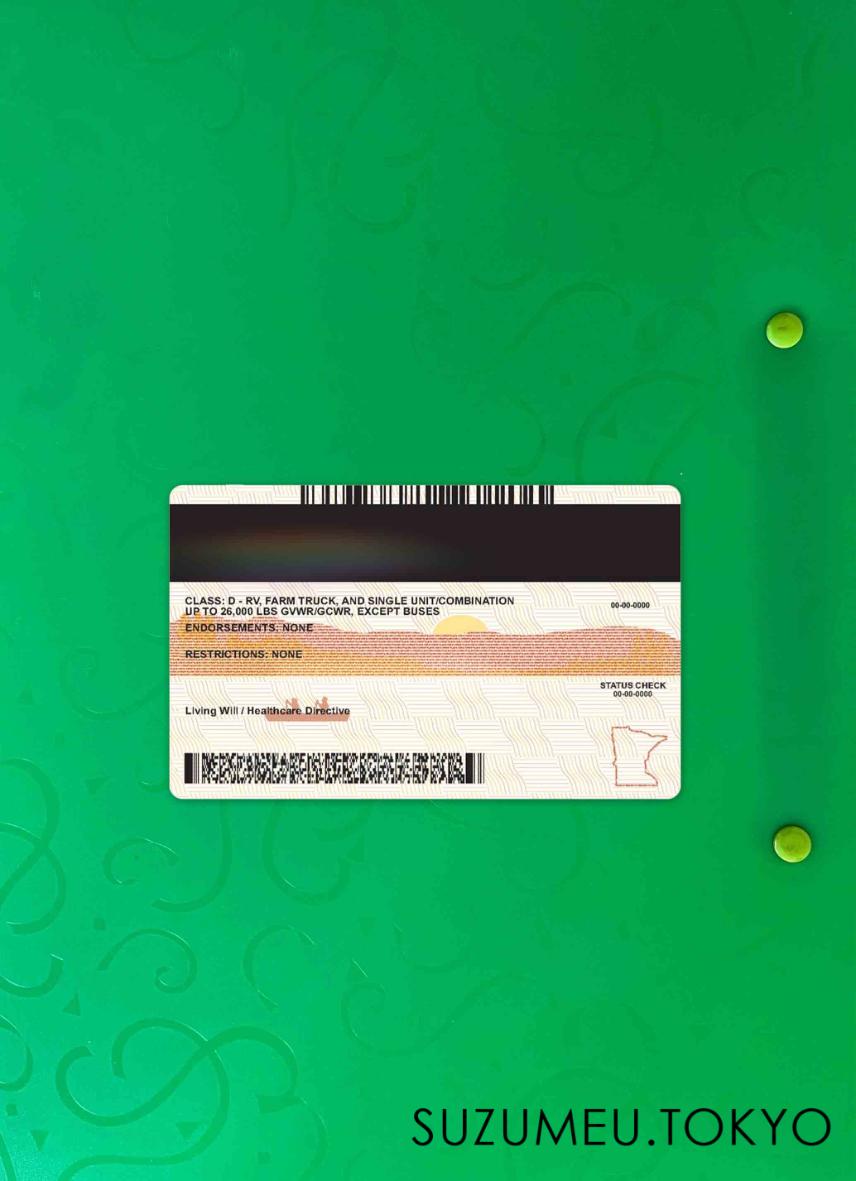 CLASS: D - RV, FARM TRUCK, AND SINGLE UNIT/COMBINATION
UP TO 26,000 LBS GVWR/GCWR, EXCEPT BUSES
00-00-0000
ENDORSEMENTS: NONE
RESTRICTIONS: NONE
STATUS CHECK
00-00-0000
Living Will / Healthcare Directive
SUZUMEU.TOKYO